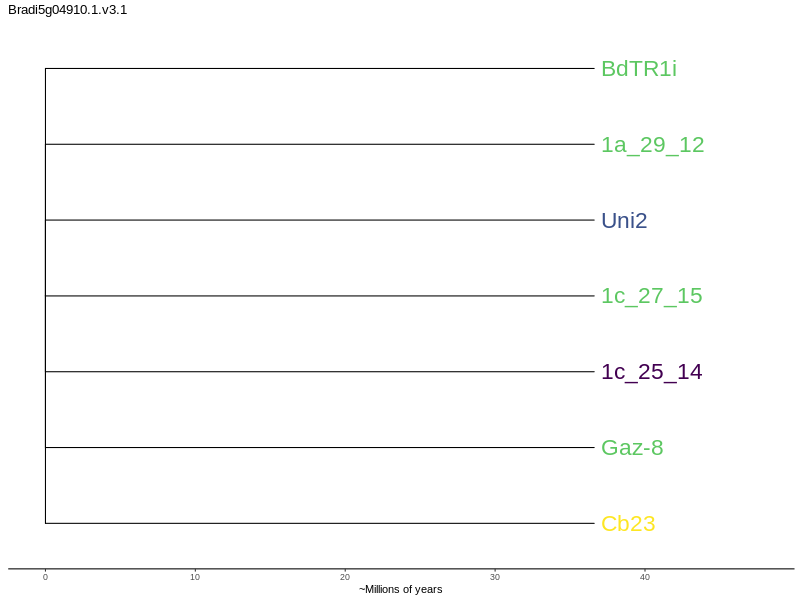 Bradi5g04910.1.v3.1
BdTR1i
1a_29_12
Uni2
1c_27_15
1c_25_14
Gaz-8
Cb23
0 10 20 30 40
~Millions of years